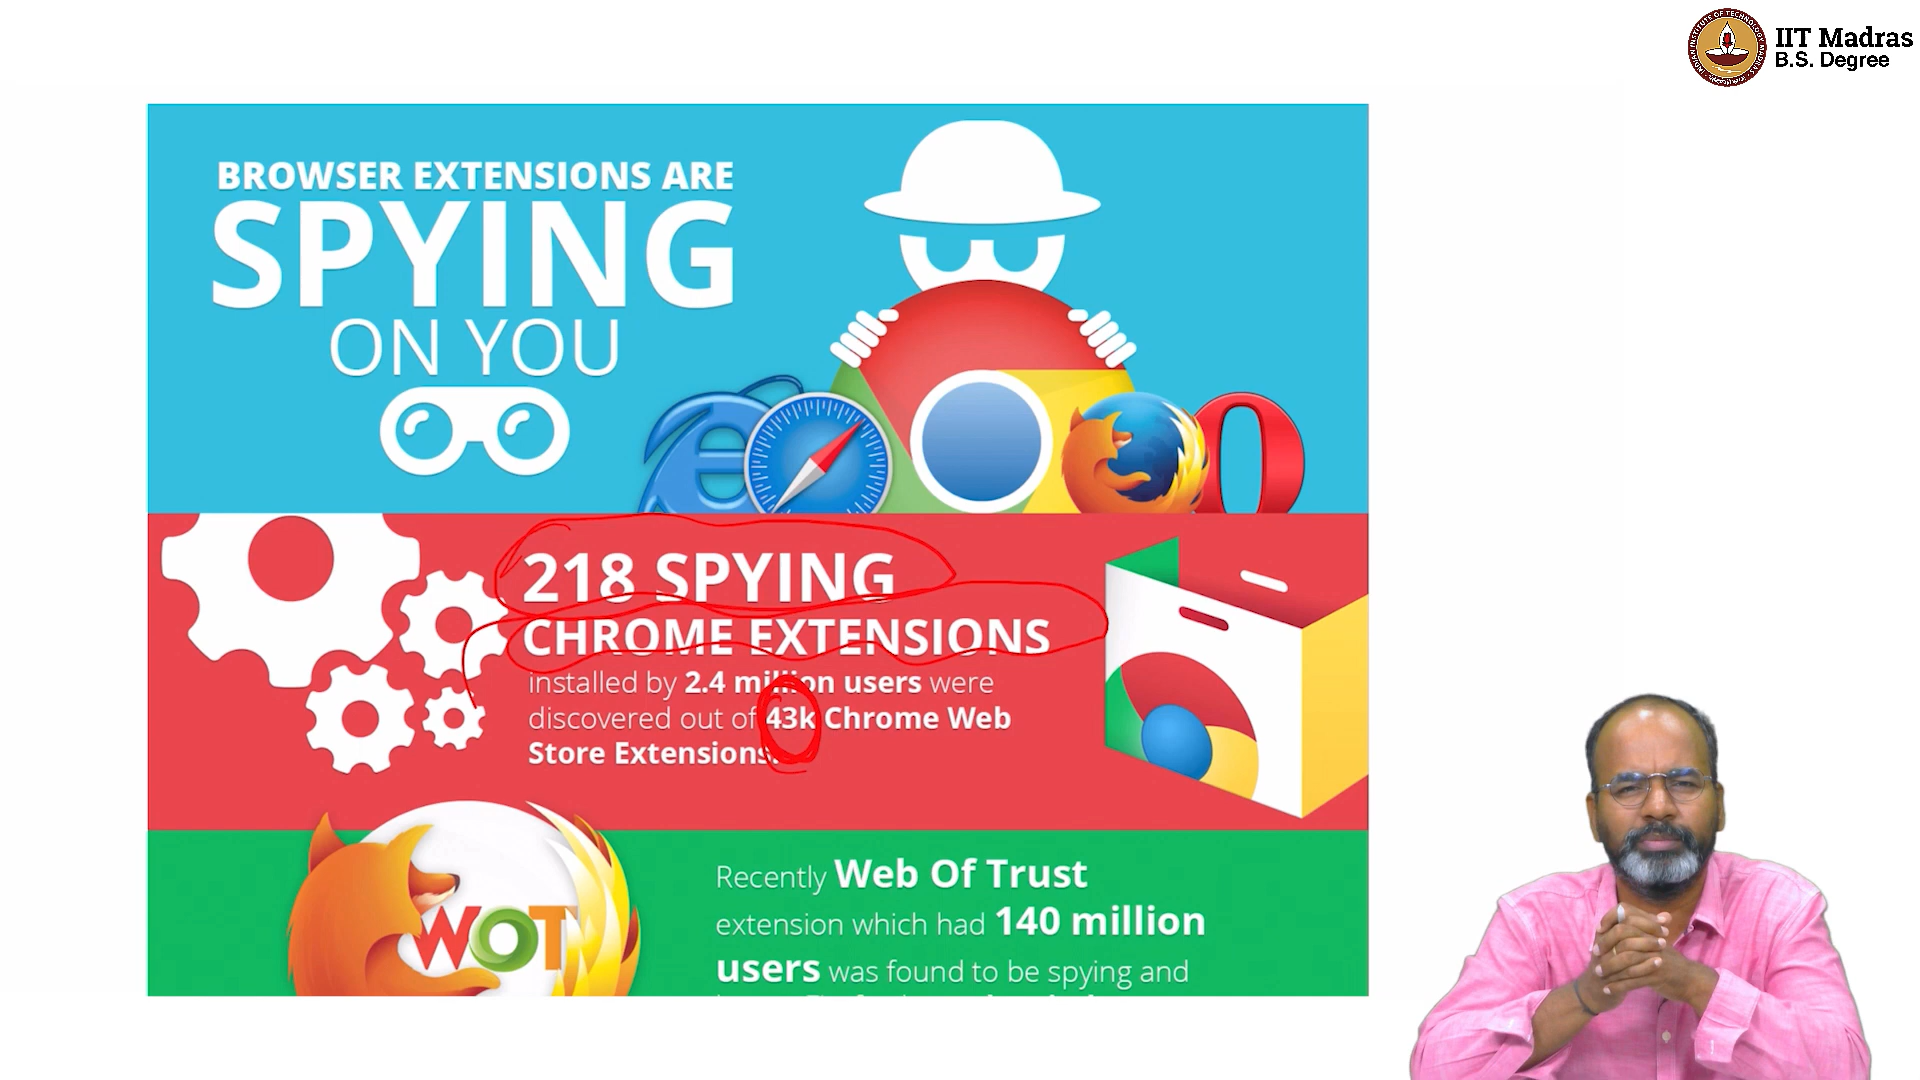 IIT Madras
B.S. Degree
BROWSER EXTENSIONS ARE
SPYING
ON YOU
218 SPYING
CHROME EXTENSIONS
installed by 2.4 million users were
discovered out of 43k Chrome Web
Store Extensions.
WOT
Recently Web Of Trust
extension which had 140 million
users was found to be spying and